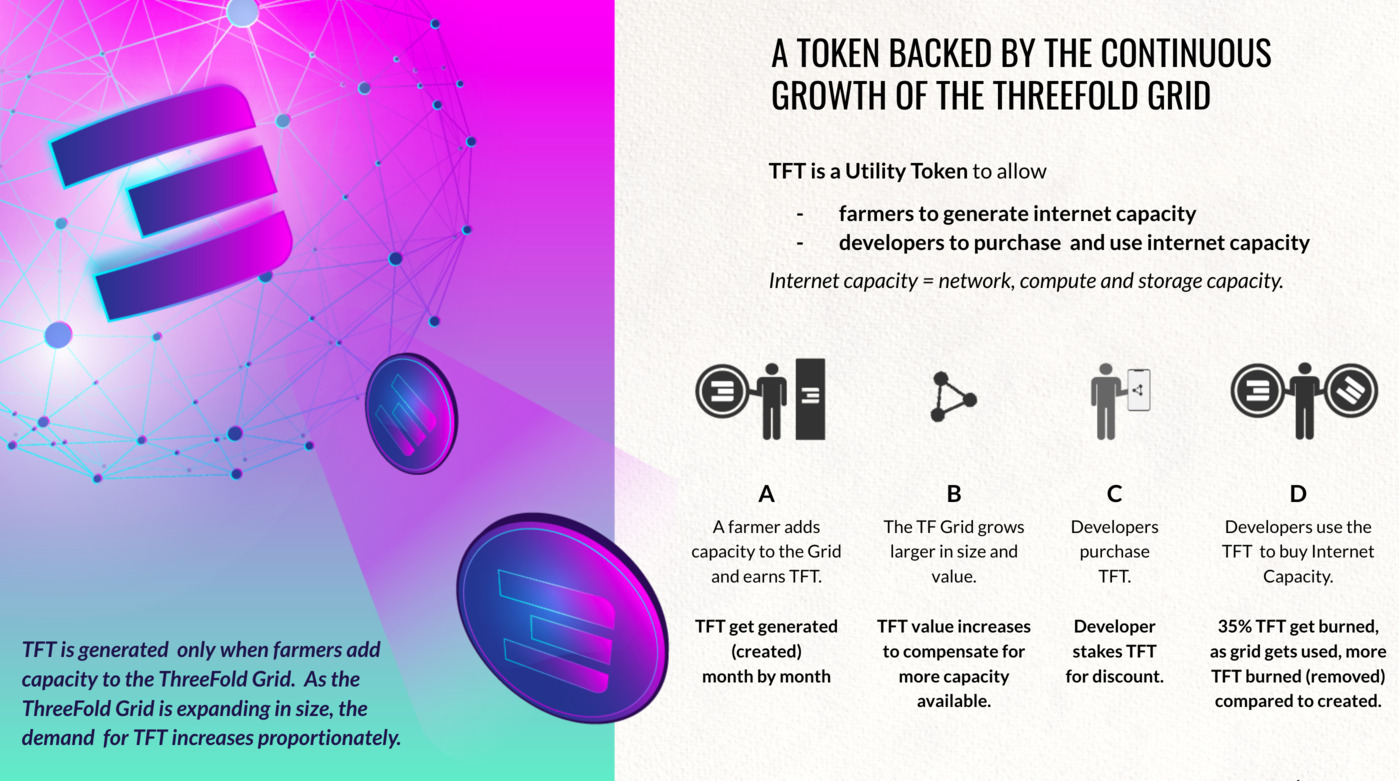 A TOKEN BACKED BY THE CONTINUOUS
GROWTH OF THE THREEFOLD GRID
TFT is a Utility Token to allow
- farmers to generate internet capacity
- developers to purchase and use internet capacity
Internet capacity = network, compute and storage capacity.
A
A farmer adds
capacity to the Grid
and earns TFT.
TFT get generated
(created)
month by month
B
The TF Grid grows
larger in size and
value.
TFT value increases
to compensate for
more capacity
available.
C
Developers
purchase
TFT.
Developer
stakes TFT
for discount.
D
Developers use the
TFT to buy Internet
Capacity.
35% TFT get burned,
as grid gets used, more
TFT burned (removed)
compared to created.
TFT is generated only when farmers add
capacity to the ThreeFold Grid. As the
ThreeFold Grid is expanding in size, the
demand for TFT increases proportionately.